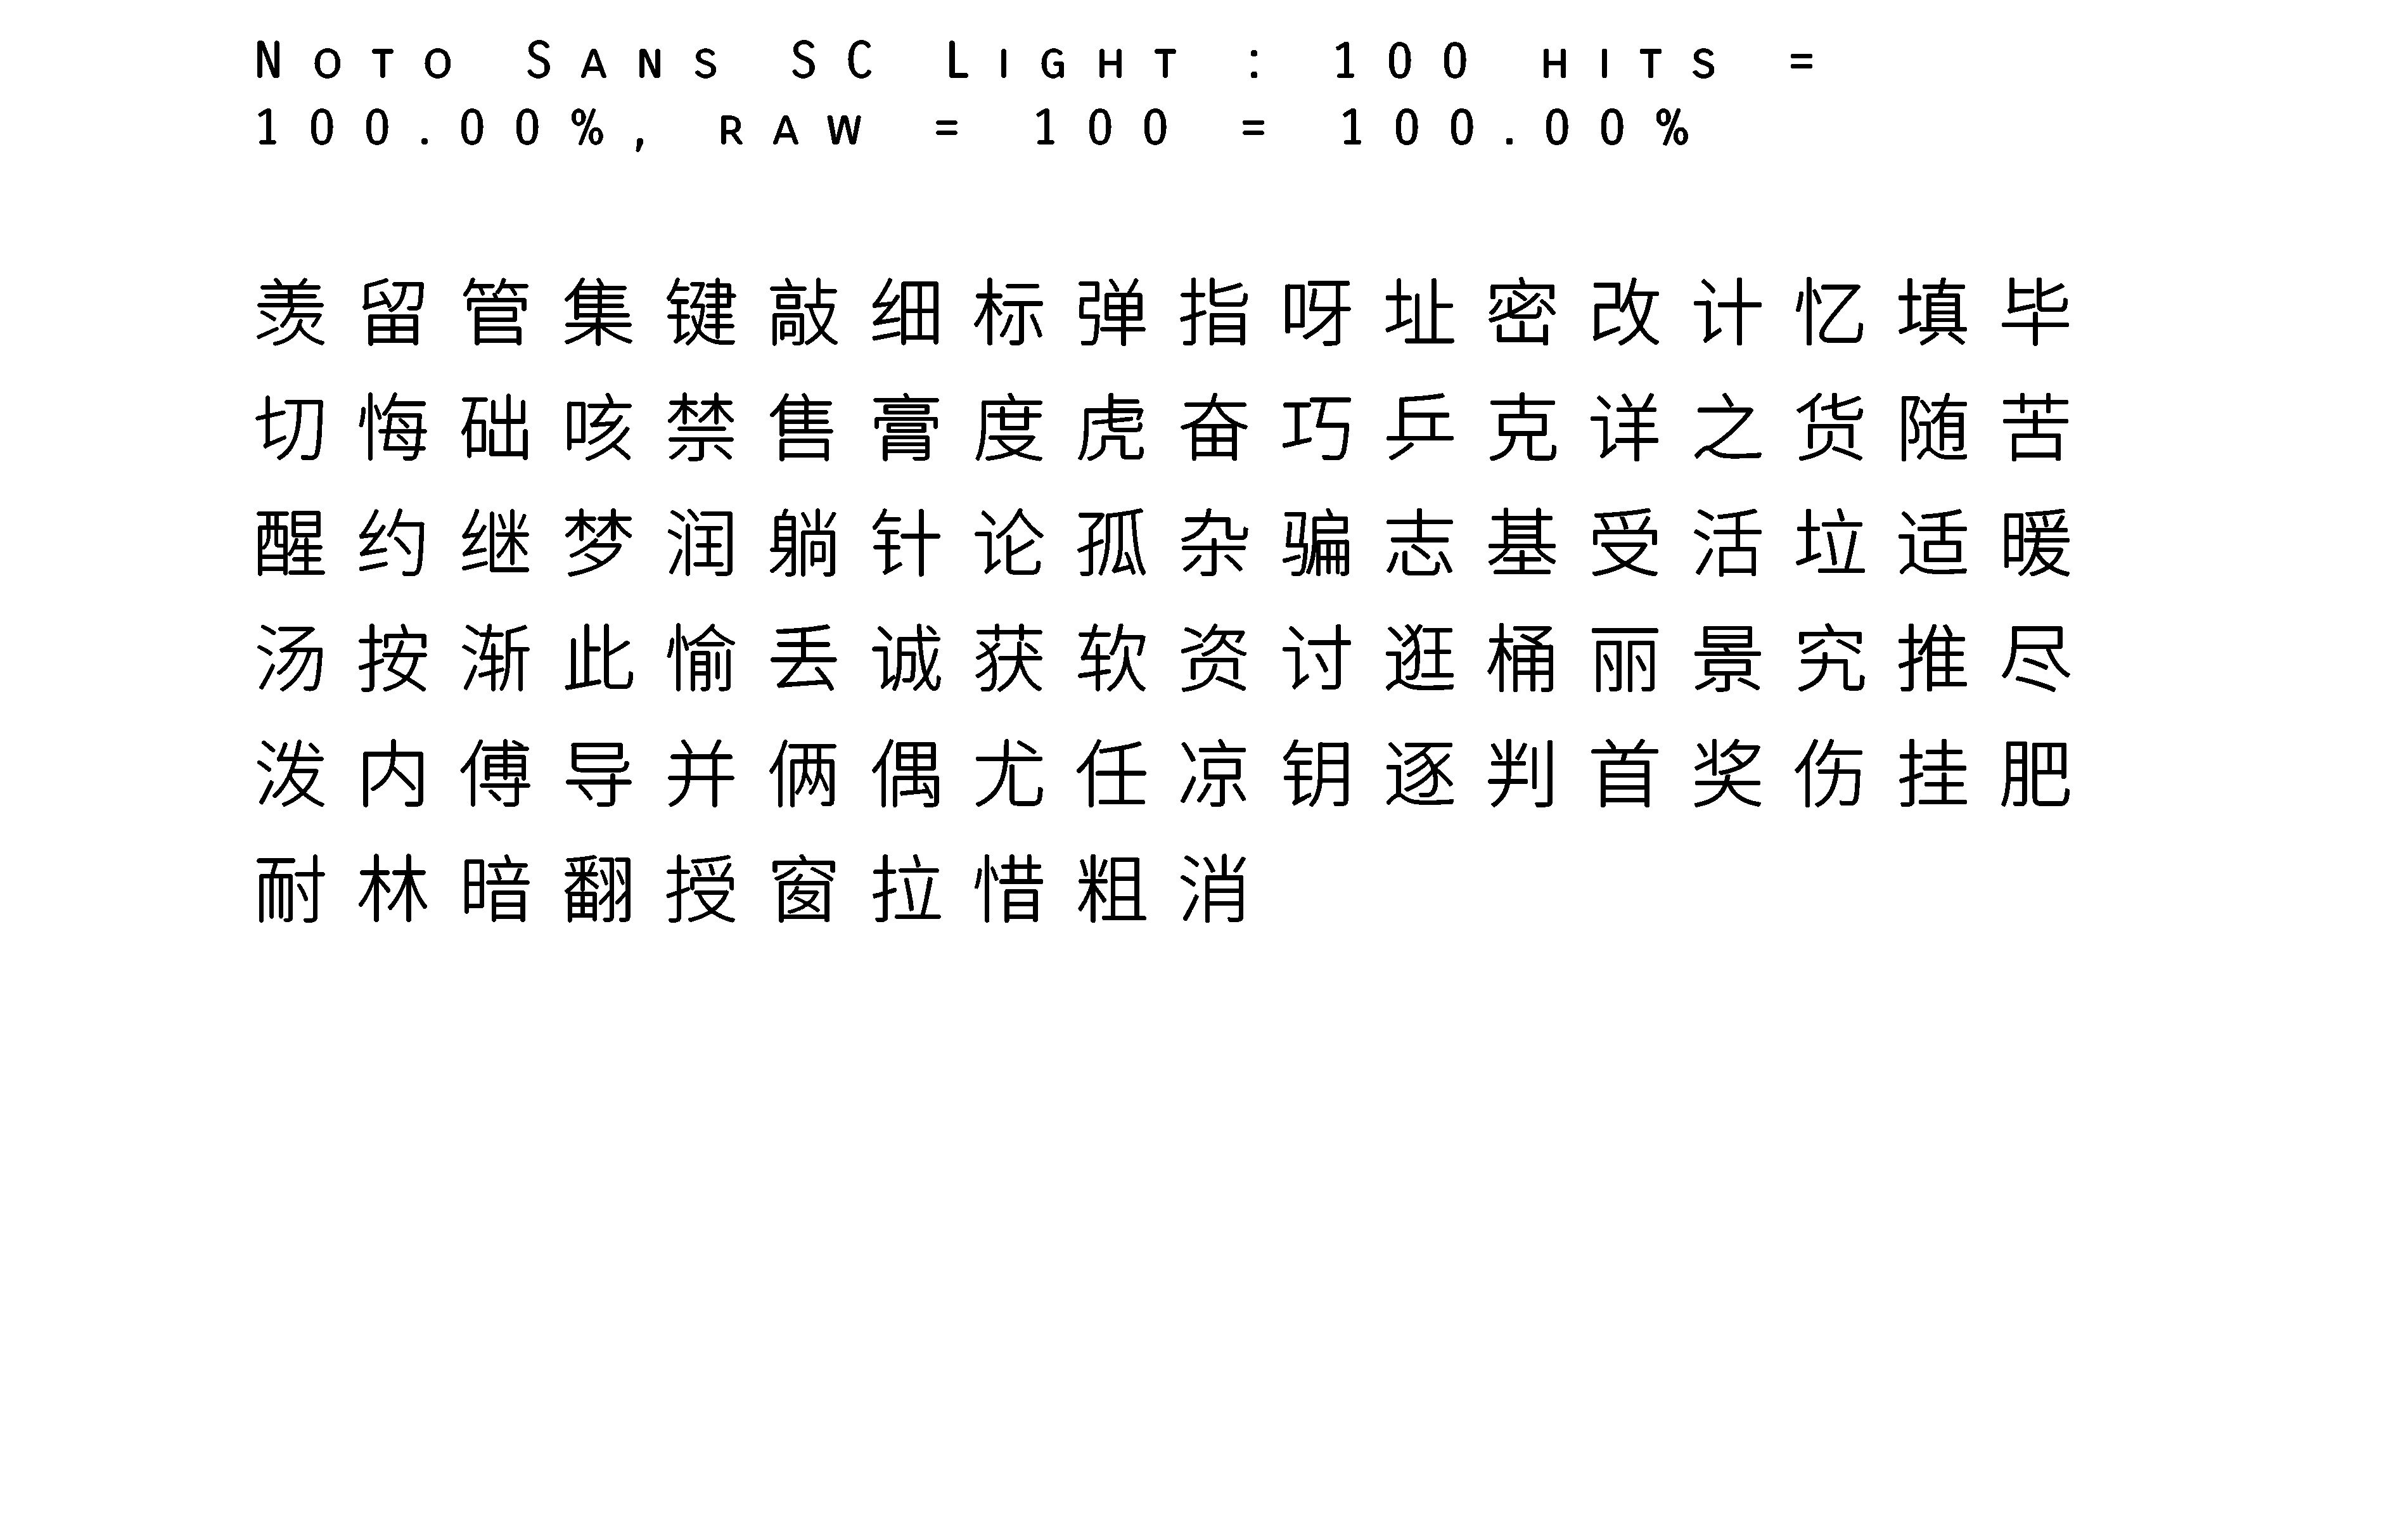 Noto Sans SC Light : 100 hits =
100.00%, raw = 100 = 100.00%
羡留管集键敲细标弹指呀址密改计忆填毕
切悔础咳禁售膏度虎奋巧乒克详之货随苦
醒约继梦润躺针论孤杂骗志基受活垃适暖
汤按渐此愉丢诚获软资讨逛桶丽景究推尽
泼内傅导并俩偶尤任凉钥逐判首奖伤挂肥
耐林暗翻授窗拉惜粗消